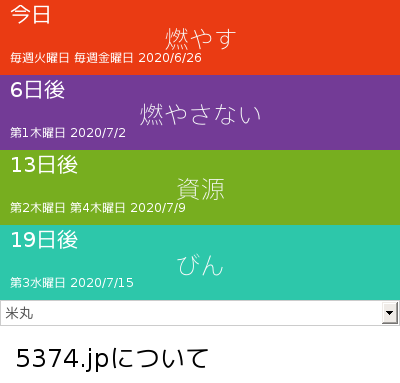 今日
燃やす
毎週火曜日 毎週金曜日 2020/6/26
6日後
燃やさない
第1木曜日 2020/7/2
13日後
資源
第2木曜日 第4木曜日 2020/7/9
19日後
びん
第3水曜日 2020/7/15
米丸
5374.jpについて